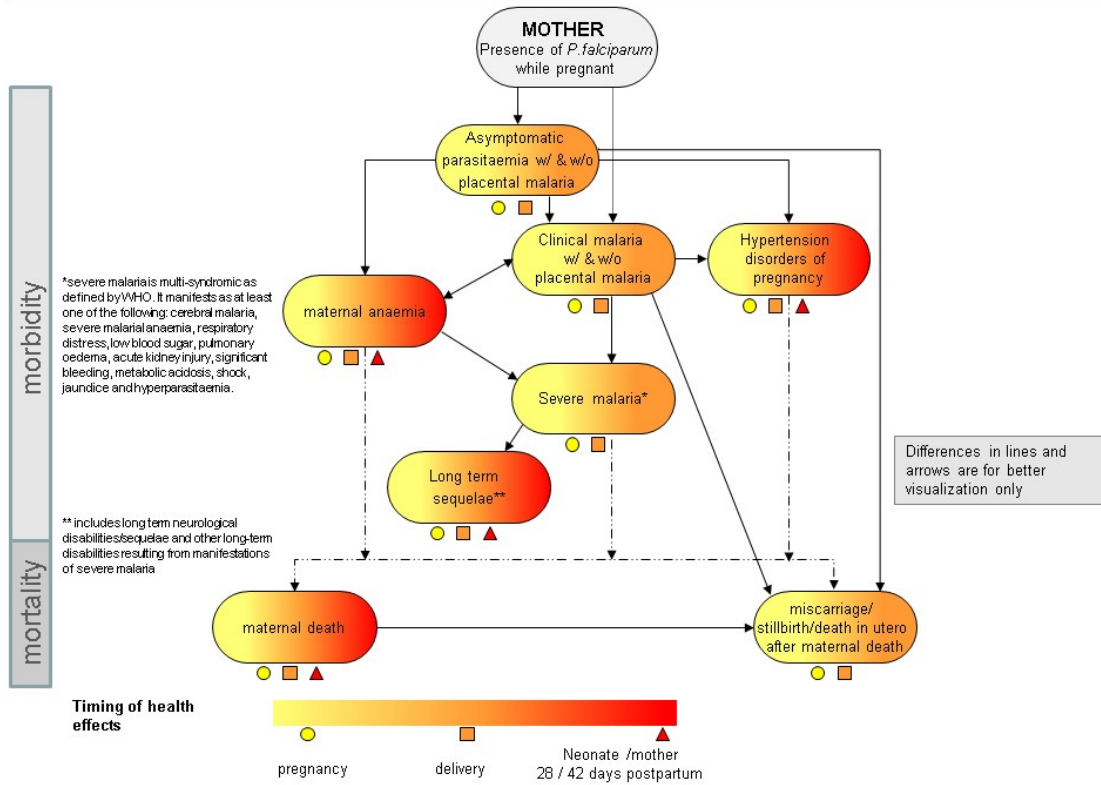 MOTHER
Presence of P.falciparum
while pregnant
morbidity
Asymptomatic
parasitaemia w/ & w/o
placental malaria
Clinical malaria
w/ & w/o
placental malaria
Hypertension
disorders of
pregnancy
*severe malaria is multi-syndromic as
defined by WHO. It manifests as at least
one of the following: cerebral malaria,
severe malarial anaemia, respiratory
distress, low blood sugar, pulmonary
oedema, acute kidney injury, significant
bleeding, metabolic acidosis, shock,
jaundice and hyperparasitaemia.
maternal anaemia
Severe malaria*
Differences in lines and
arrows are for better
visualization only
Long term
sequelae**
** includes long term neurological
disabilities/sequelae and other long-term
disabilities resulting from manifestations
of severe malaria
mortality
maternal death
miscarriage/
stillbirth/death in utero
after maternal death
Timing of health
effects
pregnancy
delivery
Neonate /mother
28 / 42 days postpartum